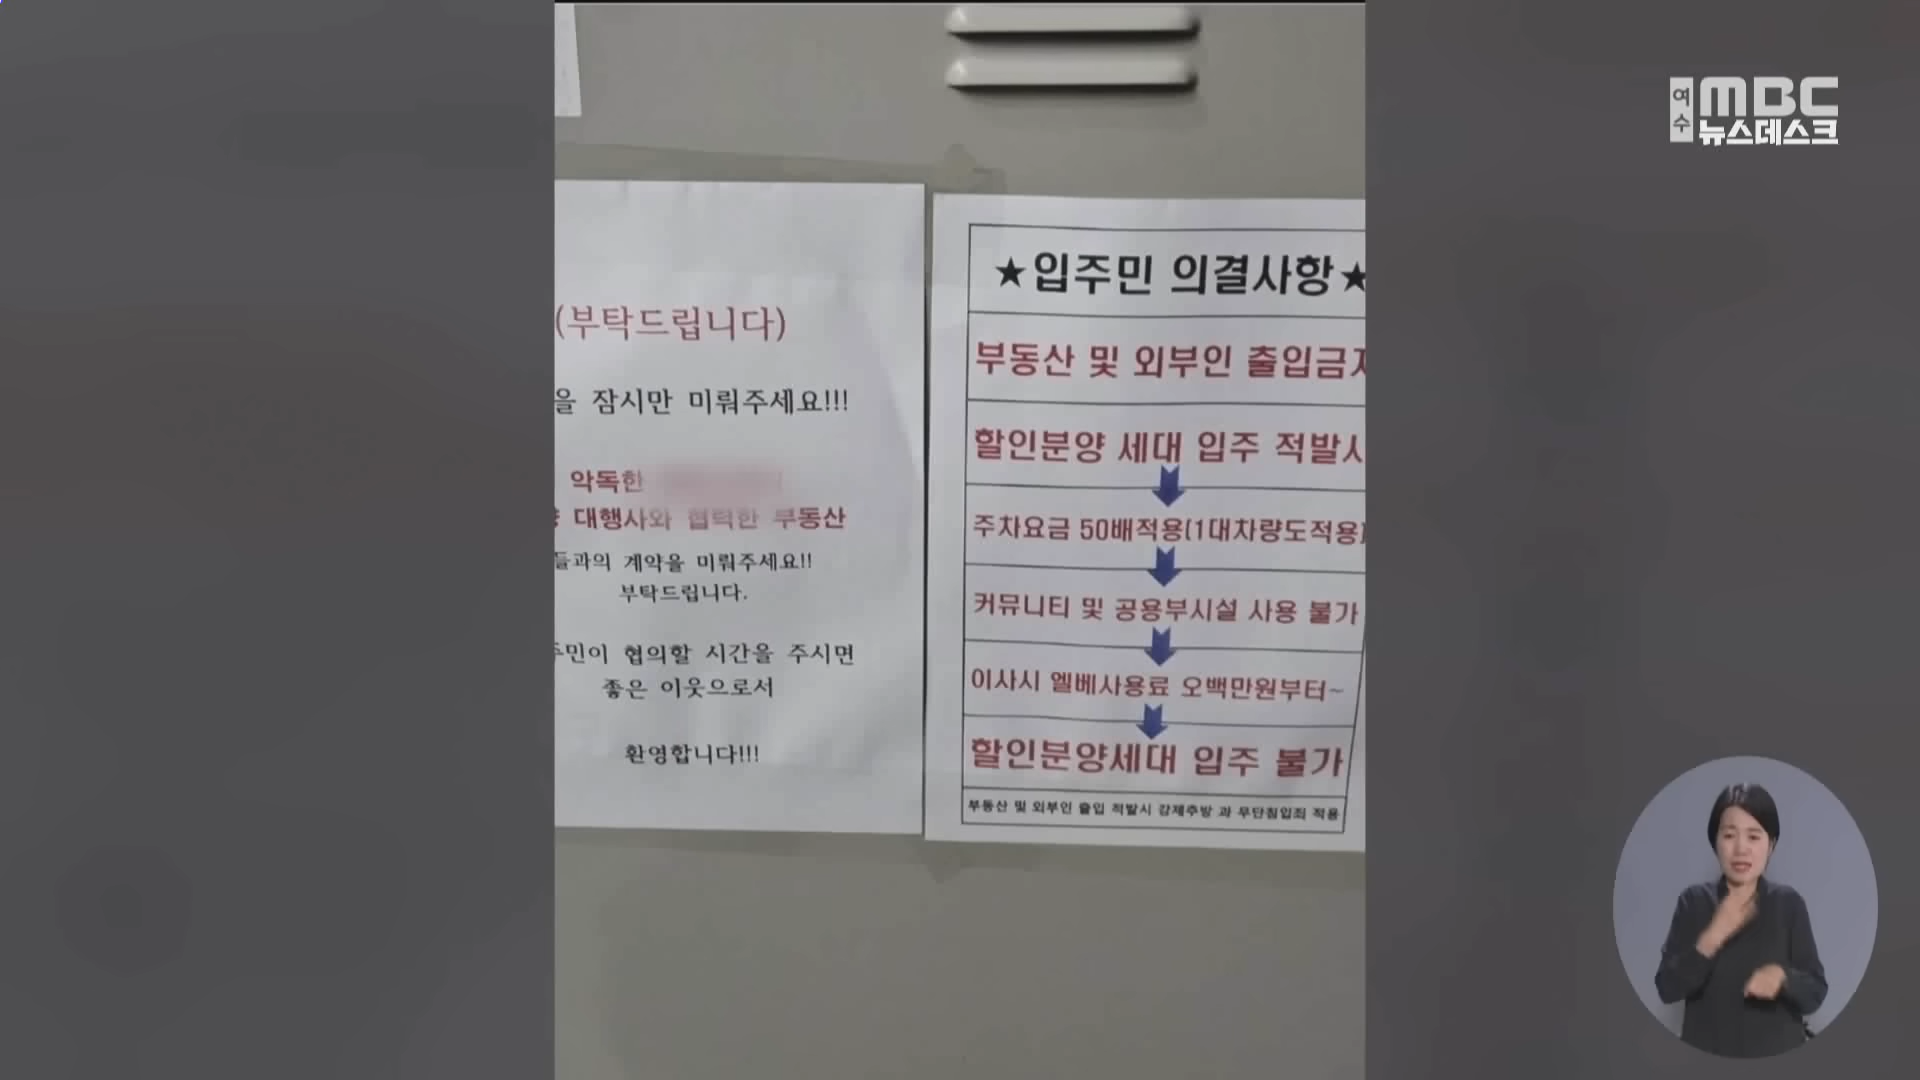 (부탁드립니다)
을 잠시만 미뤄주세요!!!
악독한
대행사와 협력한 부동산
들과의 계약을 미뤄주세요!!
부탁드립니다.
주민이 협의할 시간을 주시면
좋은 이웃으로서
환영합니다!!!
★입주민 의결사항★
부동산 및 외부인 출입금지
할인분양 세대 입주 적발시
주차요금 50배적용(1대차량도적용)
커뮤니티 및 공용부시설 사용 불가
이사시 엘베사용료 오백만원부터~
할인분양세대 입주 불가
부동산 및 외부인 출입 적발시 강제추방 과 무단침입죄 적용
여수 MBC
뉴스데스크